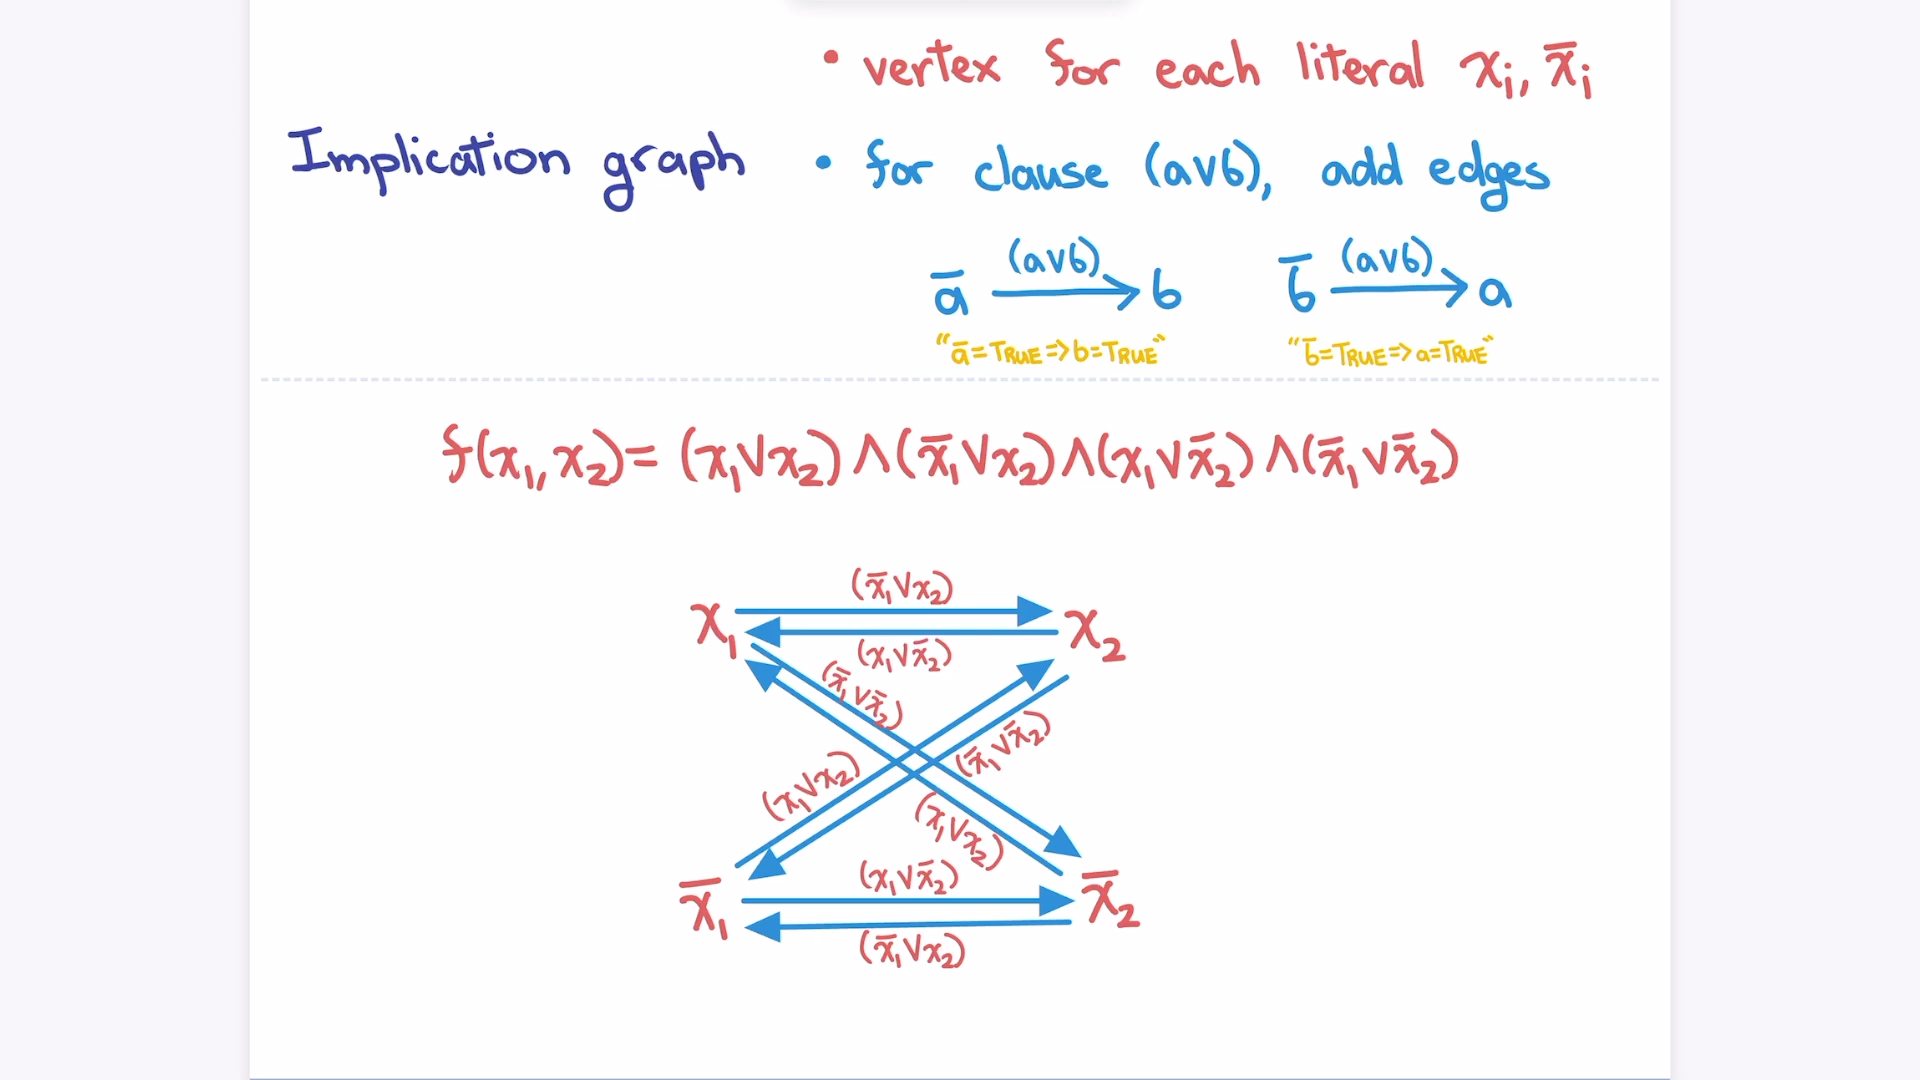 • vertex for each literal x̄ᵢ, x̄ᵢ
Implication graph
• for clause (a∨b), add edges
ā (a∨b)→ b    b̄ (a∨b)→ a
"ā=TRUE=>b=TRUE"    "b̄=TRUE=>a=TRUE"
f(x₁, x₂)= (x₁∨x₂) ∧ (x̄₁∨x₂) ∧ (x₁∨x̄₂) ∧ (x̄₁∨x̄₂)
(x̄₁∨x₂)
x₁    x₂
(x₁∨x̄₂)
(x̄₁∨x̄₂)
(x̄₁∨x̄₂)
(x₁∨x₂)
(x₁∨x₂)
(x₁∨x̄₂)
x̄₁    x̄₂
(x̄₁∨x₂)